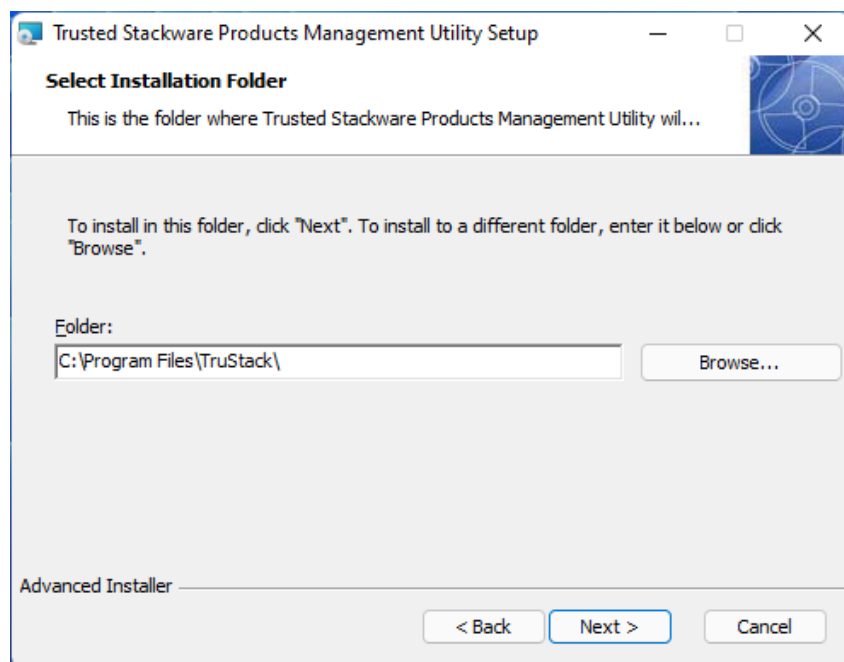 Trusted Stackware Products Management Utility Setup
Select Installation Folder
This is the folder where Trusted Stackware Products Management Utility wil...
To install in this folder, click "Next". To install to a different folder, enter it below or click
"Browse".
Folder:
C:\Program Files\TruStack\
Browse...
Advanced Installer
< Back
Next >
Cancel